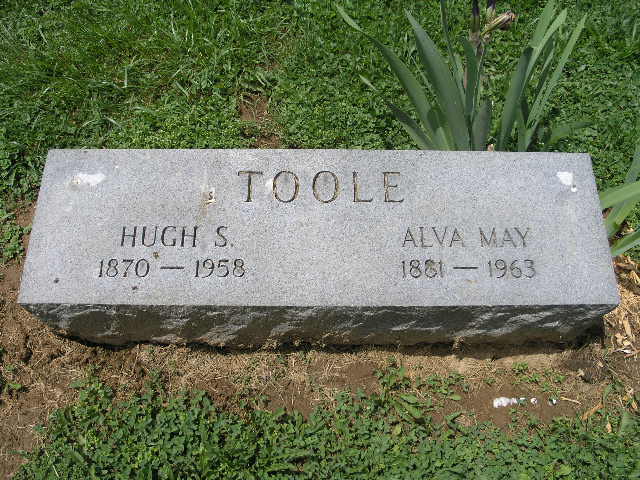 TOOLE
HUGH S. ALVA MAY
1870 — 1958 1881 — 1963